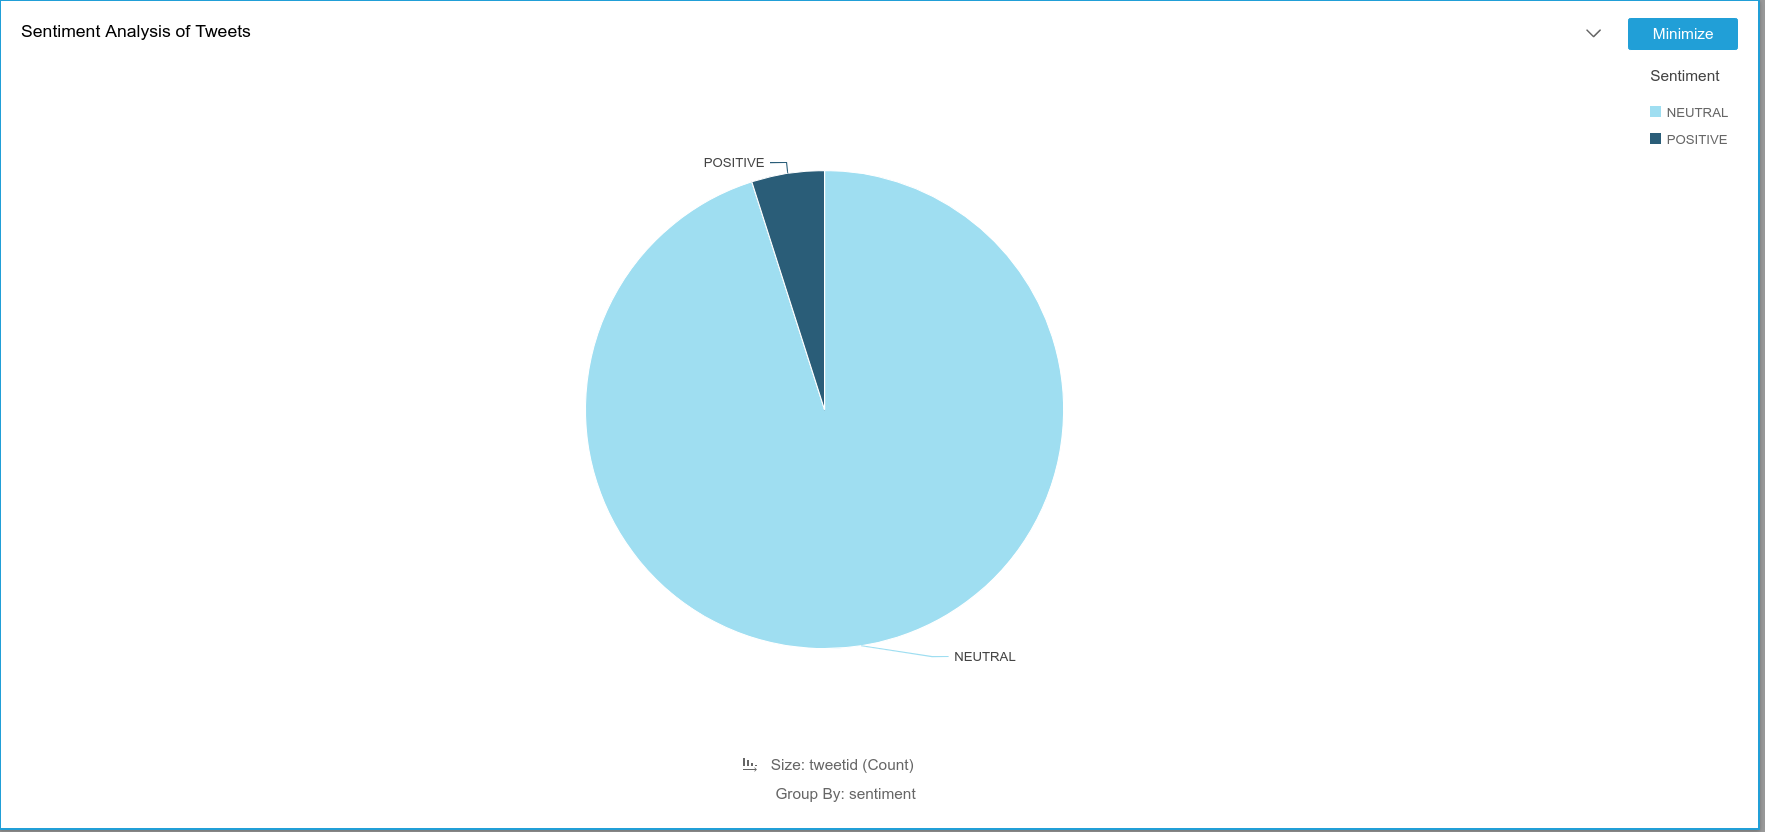 Sentiment Analysis of Tweets
Minimize
Sentiment
NEUTRAL
POSITIVE
POSITIVE
NEUTRAL
Size: tweetid (Count)
Group By: sentiment